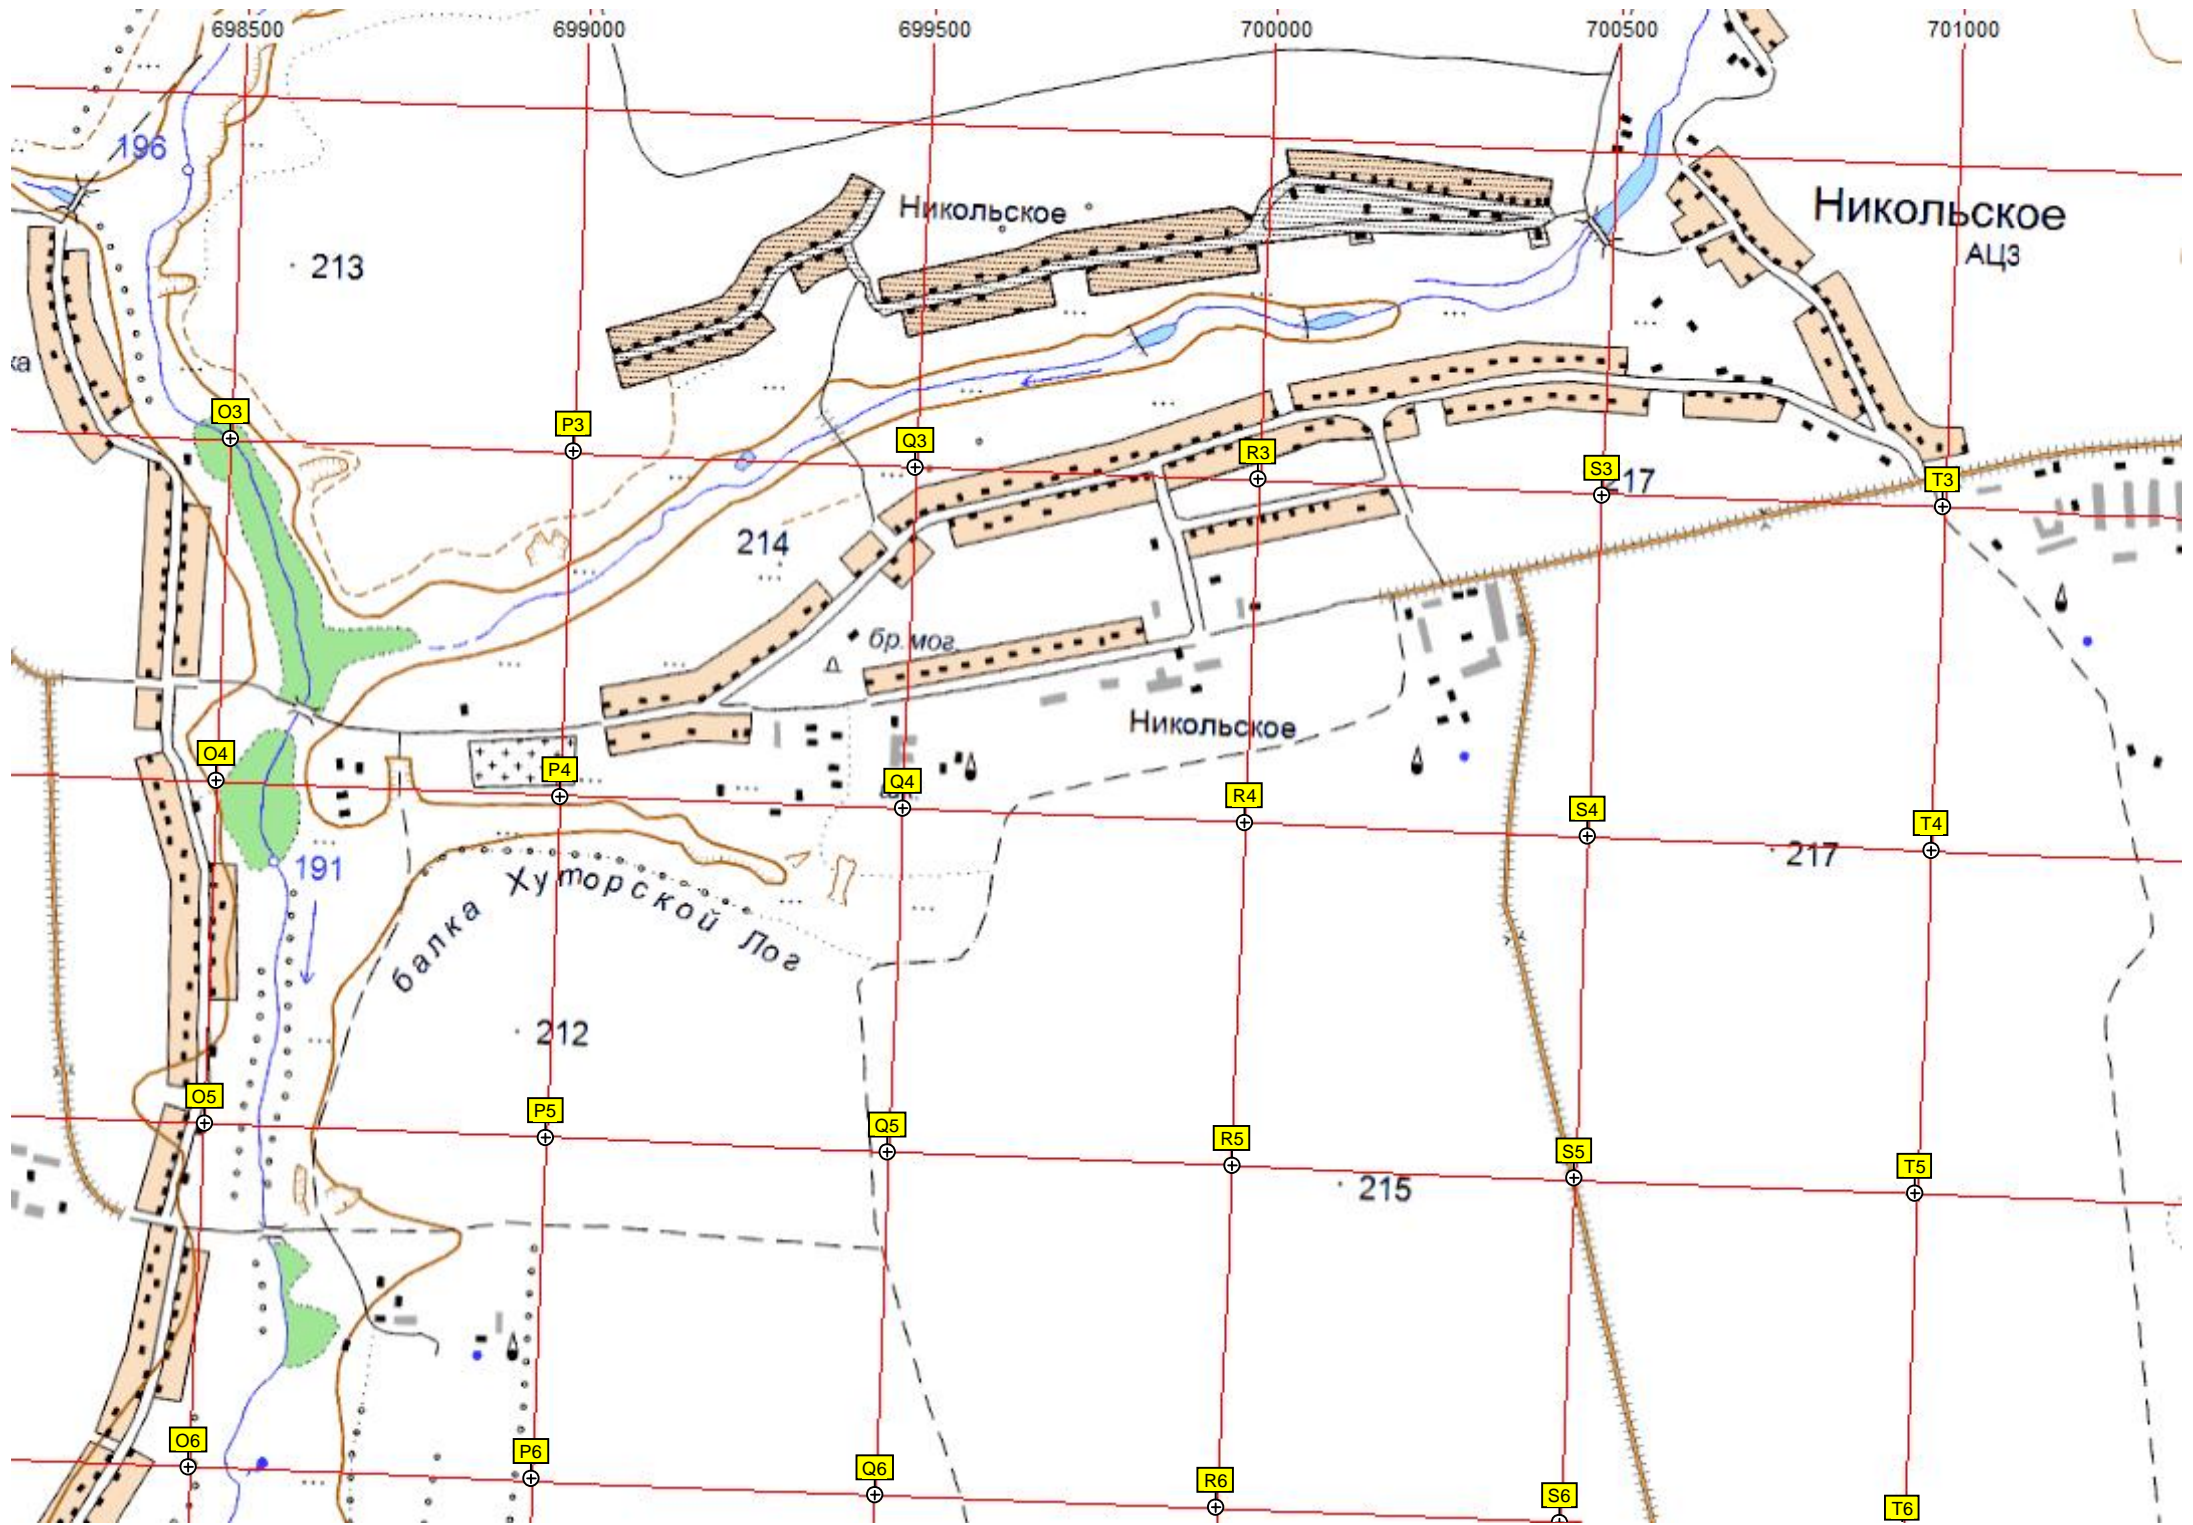 698500 699000 699500 700000 700500 701000
196
Никольское
Никольское
АЦЗ
213
ка
O3 P3 Q3 R3 S3 T3
17
214
бр.мог.
Никольское
O4 P4 Q4 R4 S4 T4
191
217
балка Хуторской Лог
212
O5 P5 Q5 R5 S5 T5
215
O6 P6 Q6 R6 S6 T6